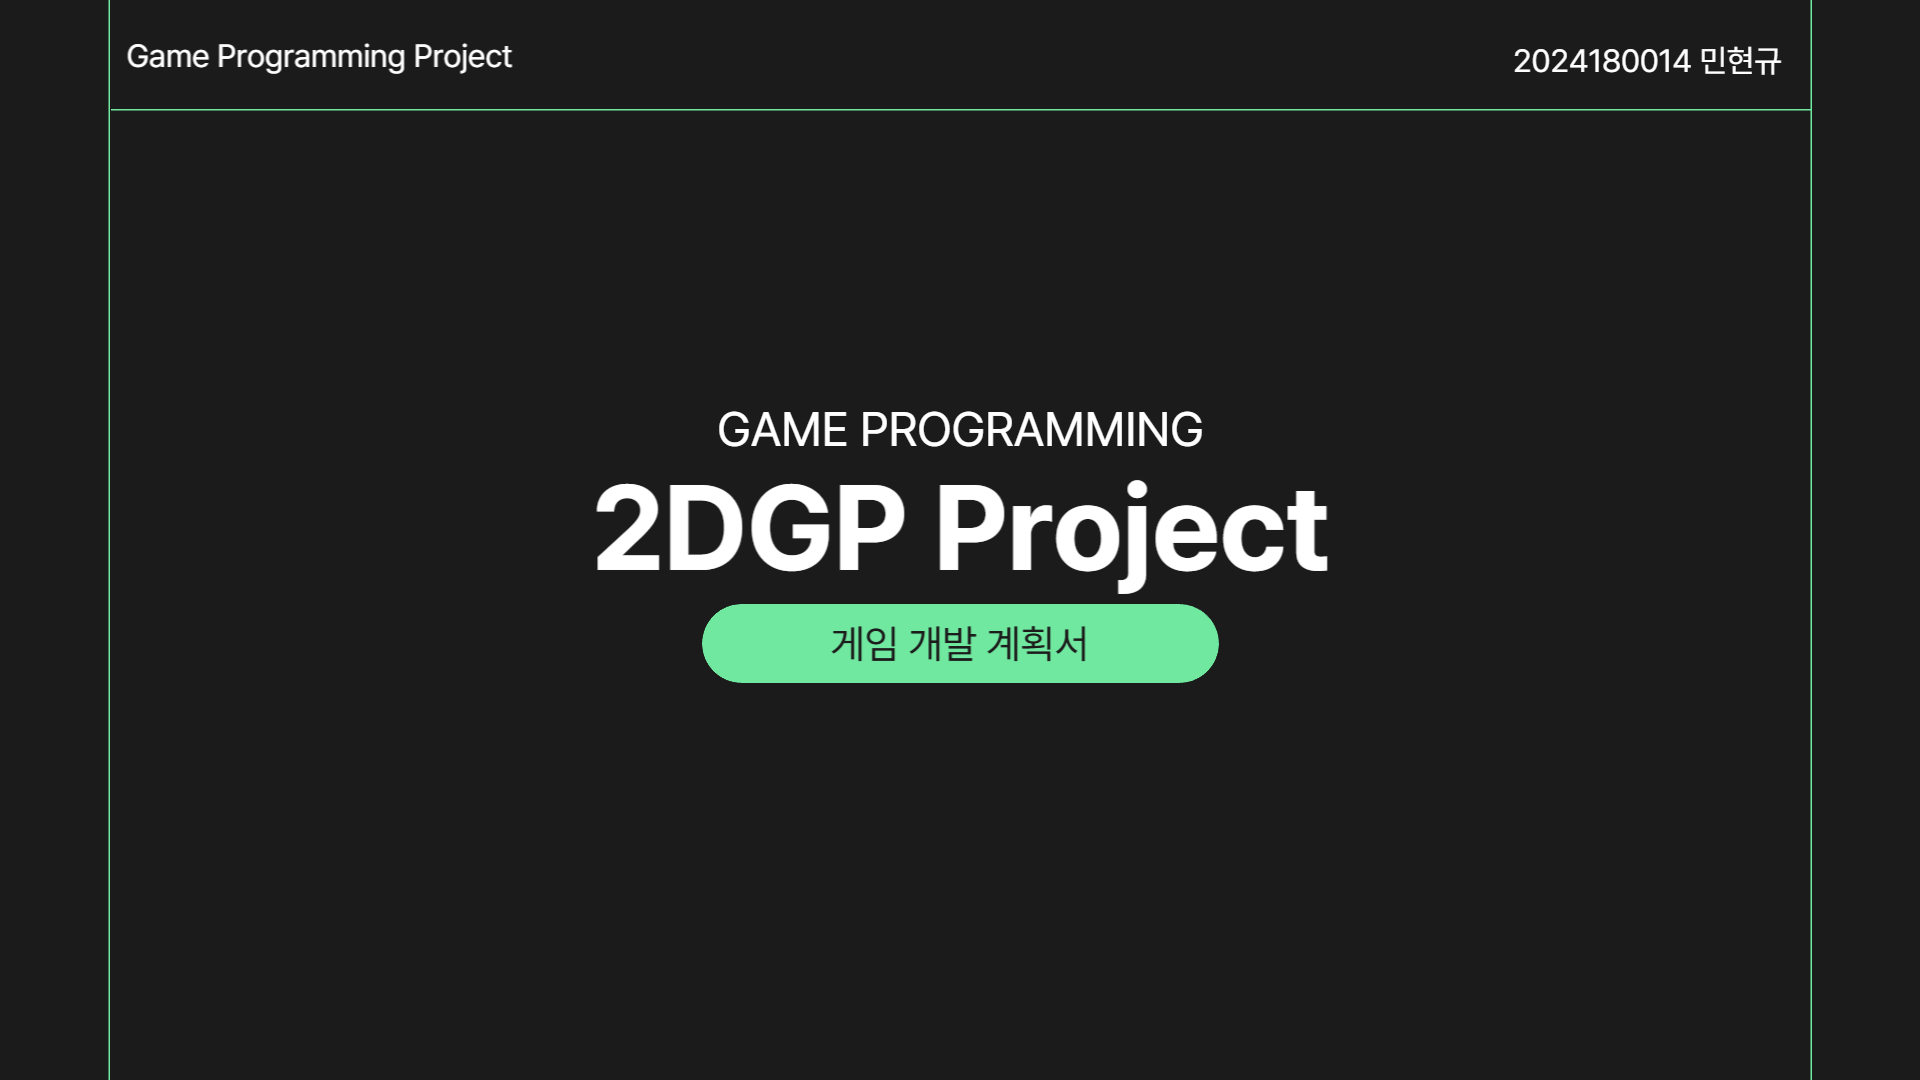 Game Programming Project
2024180014 민현규
GAME PROGRAMMING
2DGP Project
게임 개발 계획서